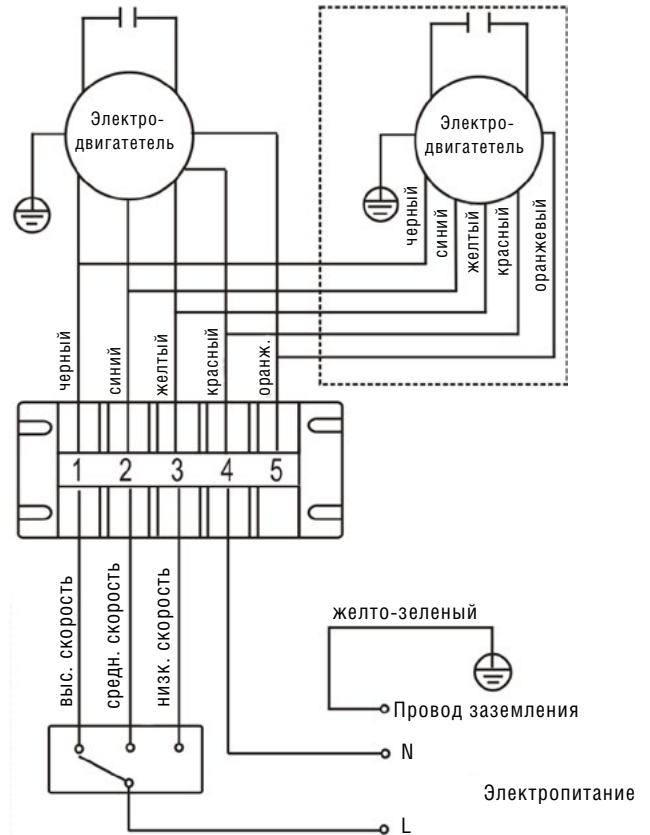 Электро-
двигатетель
Электро-
двигатетель
черный
синий
желтый
красный
оранжевый
черный
синий
желтый
красный
оранж.
1 2 3 4 5
выс. скорость
средн. скорость
низк. скорость
желто-зеленый
Провод заземления
N
Электропитание
L